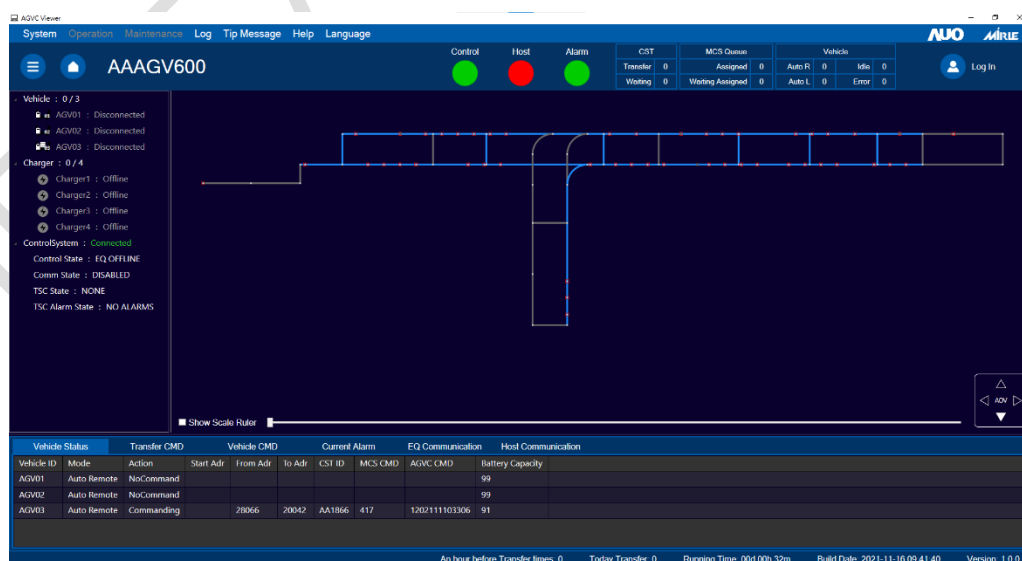 AGVC Viewer
System Operation Maintenance Log Tip Message Help Language
AUO MiRLE
AAAGV600
Control Host Alarm
CST MCS Queue Vehicle
Transfer 0 Assigned 0 Auto R 0 Idle 0
Waiting 0 Waiting Assigned 0 Auto L 0 Error 0
Log In
Vehicle : 0 / 3
AGV01 : Disconnected
AGV02 : Disconnected
AGV03 : Disconnected
Charger : 0 / 4
Charger1 : Offline
Charger2 : Offline
Charger3 : Offline
Charger4 : Offline
ControlSystem : Connected
Control State : EQ OFFLINE
Comm State : DISABLED
TSC State : NONE
TSC Alarm State : NO ALARMS
AOV
Show Scale Ruler
Vehicle Status Transfer CMD Vehicle CMD Current Alarm EQ Communication Host Communication
Vehicle ID Mode Action Start Adr From Adr To Adr CST ID MCS CMD AGVC CMD Battery Capacity
AGV01 Auto Remote NoCommand 99
AGV02 Auto Remote NoCommand 99
AGV03 Auto Remote Commanding 28066 20042 AA1866 417 1202111103306 91
An hour before Transfer times: 0 Today Transfer: 0 Running Time: 00d 00h 32m Build Date: 2021-11-16 09:41:40 Version: 1.0.0